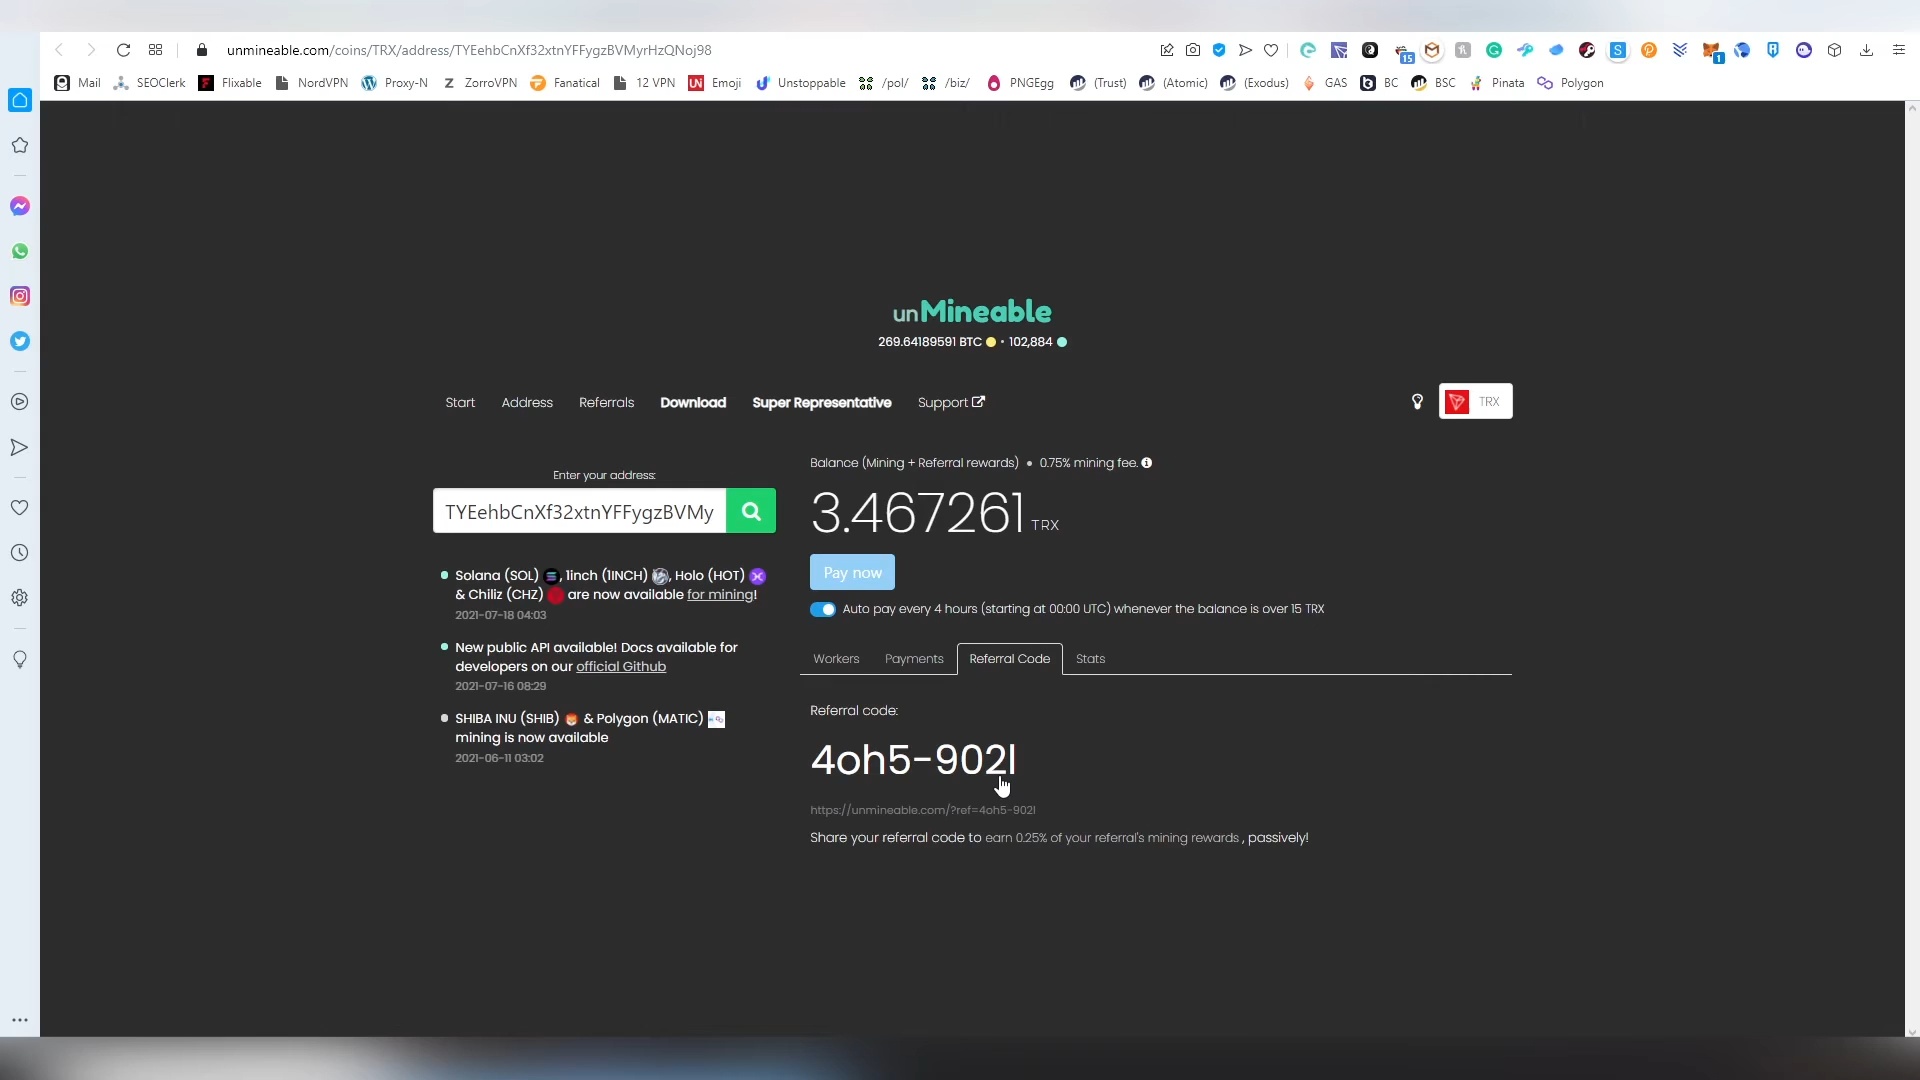 unmineable.com/coins/TRX/address/TYEehbCnXf32xtnYFFygzBVMyrHzQNoj98
15
1
Mail SEOClerk Flixable NordVPN Proxy-N ZorroVPN Fanatical 12 VPN Emoji Unstoppable /pol/ /biz/ PNGEgg (Trust) (Atomic) (Exodus) GAS BC BSC Pinata Polygon
unMineable
269.64189591 BTC • 102,884
Start Address Referrals Download Super Representative Support
TRX
Enter your address:
TYEehbCnXf32xtnYFFygzBVMy
Solana (SOL) , 1inch (1INCH) , Holo (HOT)
& Chiliz (CHZ) are now available for mining!
2021-07-18 04:03
New public API available! Docs available for
developers on our official Github
2021-07-16 08:29
SHIBA INU (SHIB) & Polygon (MATIC)
mining is now available
2021-06-11 03:02
Balance (Mining + Referral rewards) • 0.75% mining fee.
3.467261 TRX
Pay now
Auto pay every 4 hours (starting at 00:00 UTC) whenever the balance is over 15 TRX
Workers Payments Referral Code Stats
Referral code:
4oh5-902l
https://unmineable.com/?ref=4oh5-902l
Share your referral code to earn 0.25% of your referral's mining rewards , passively!